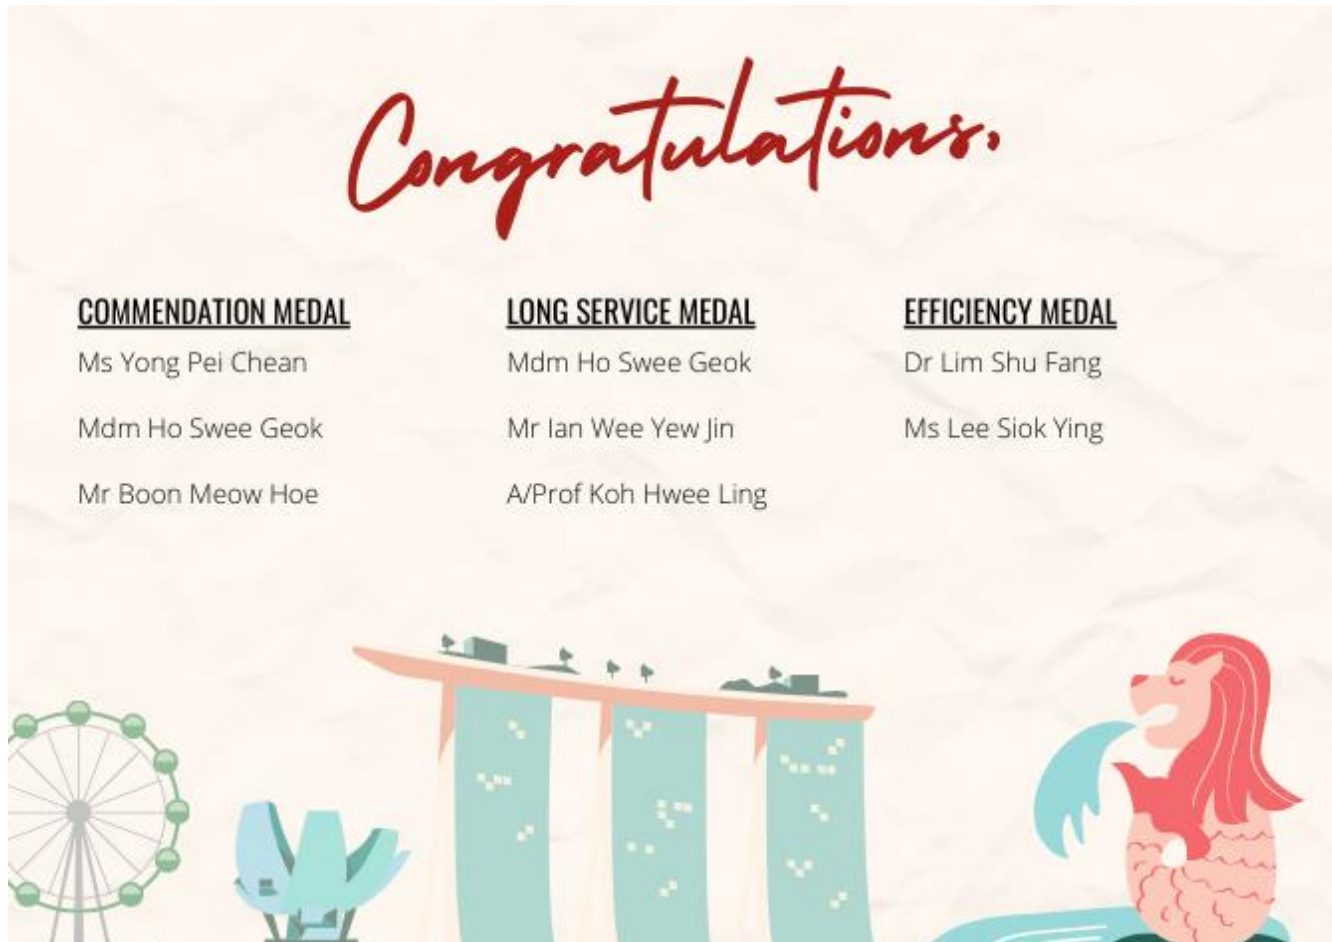 Congratulations,
COMMENDATION MEDAL
Ms Yong Pei Chean
Mdm Ho Swee Geok
Mr Boon Meow Hoe
LONG SERVICE MEDAL
Mdm Ho Swee Geok
Mr Ian Wee Yew Jin
A/Prof Koh Hwee Ling
EFFICIENCY MEDAL
Dr Lim Shu Fang
Ms Lee Siok Ying